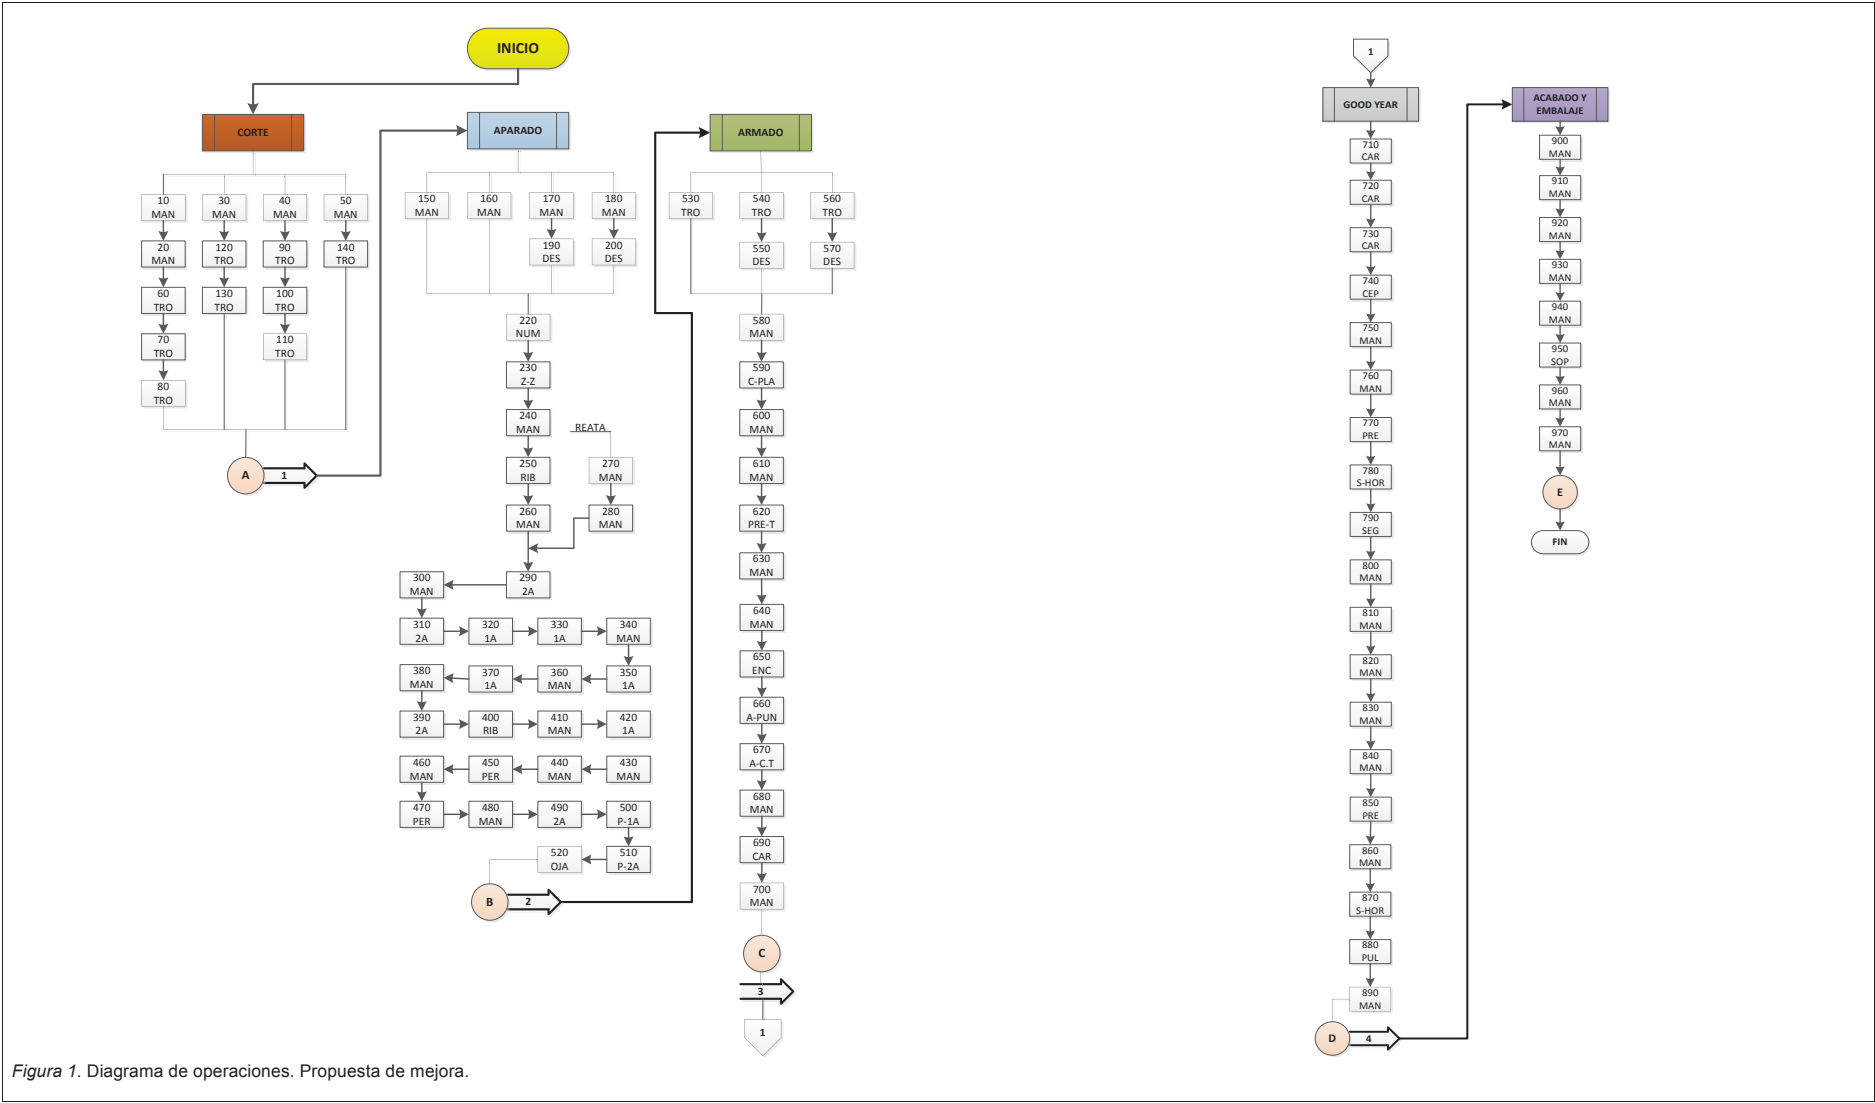 INICIO
CORTE
10
MAN
20
MAN
60
TRO
70
TRO
80
TRO
30
MAN
120
TRO
130
TRO
40
MAN
90
TRO
100
TRO
110
TRO
50
MAN
140
TRO
A
1
APARADO
150
MAN
160
MAN
170
MAN
190
DES
180
MAN
200
DES
220
NUM
230
Z-Z
240
MAN
250
RIB
260
MAN
REATA
270
MAN
280
MAN
290
2A
300
MAN
310
2A
320
1A
330
1A
340
MAN
350
1A
360
MAN
370
1A
380
MAN
390
2A
400
RIB
410
MAN
420
1A
430
MAN
440
MAN
450
PER
460
MAN
470
PER
480
MAN
490
2A
500
P-1A
510
P-2A
520
OJA
B
2
ARMADO
530
TRO
540
TRO
550
DES
560
TRO
570
DES
580
MAN
590
C-PLA
600
MAN
610
MAN
620
PRE-T
630
MAN
640
MAN
650
ENC
660
A-PUN
670
A-C.T
680
MAN
690
CAR
700
MAN
C
3
1
1
GOOD YEAR
710
CAR
720
CAR
730
CAR
740
CEP
750
MAN
760
MAN
770
PRE
780
S-HOR
790
SEG
800
MAN
810
MAN
820
MAN
830
MAN
840
MAN
850
PRE
860
MAN
870
S-HOR
880
PUL
890
MAN
D
4
ACABADO Y
EMBALAJE
900
MAN
910
MAN
920
MAN
930
MAN
940
MAN
950
SOP
960
MAN
970
MAN
E
FIN
Figura 1. Diagrama de operaciones. Propuesta de mejora.